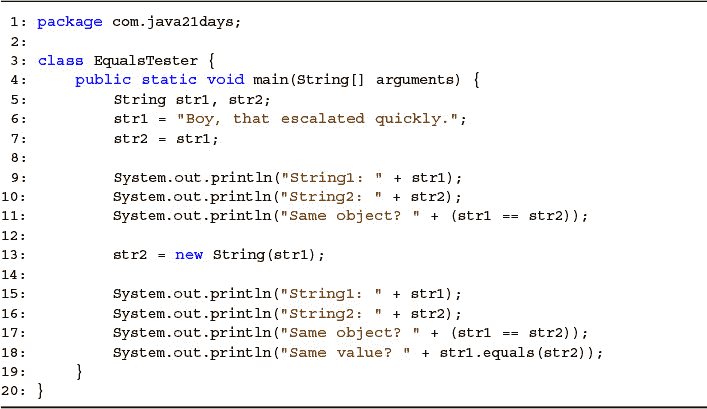 1: package com.java21days;
2:
3: class EqualsTester {
4:     public static void main(String[] arguments) {
5:         String str1, str2;
6:         str1 = "Boy, that escalated quickly.";
7:         str2 = str1;
8:
9:         System.out.println("String1: " + str1);
10:         System.out.println("String2: " + str2);
11:         System.out.println("Same object? " + (str1 == str2));
12:
13:         str2 = new String(str1);
14:
15:         System.out.println("String1: " + str1);
16:         System.out.println("String2: " + str2);
17:         System.out.println("Same object? " + (str1 == str2));
18:         System.out.println("Same value? " + str1.equals(str2));
19:     }
20: }